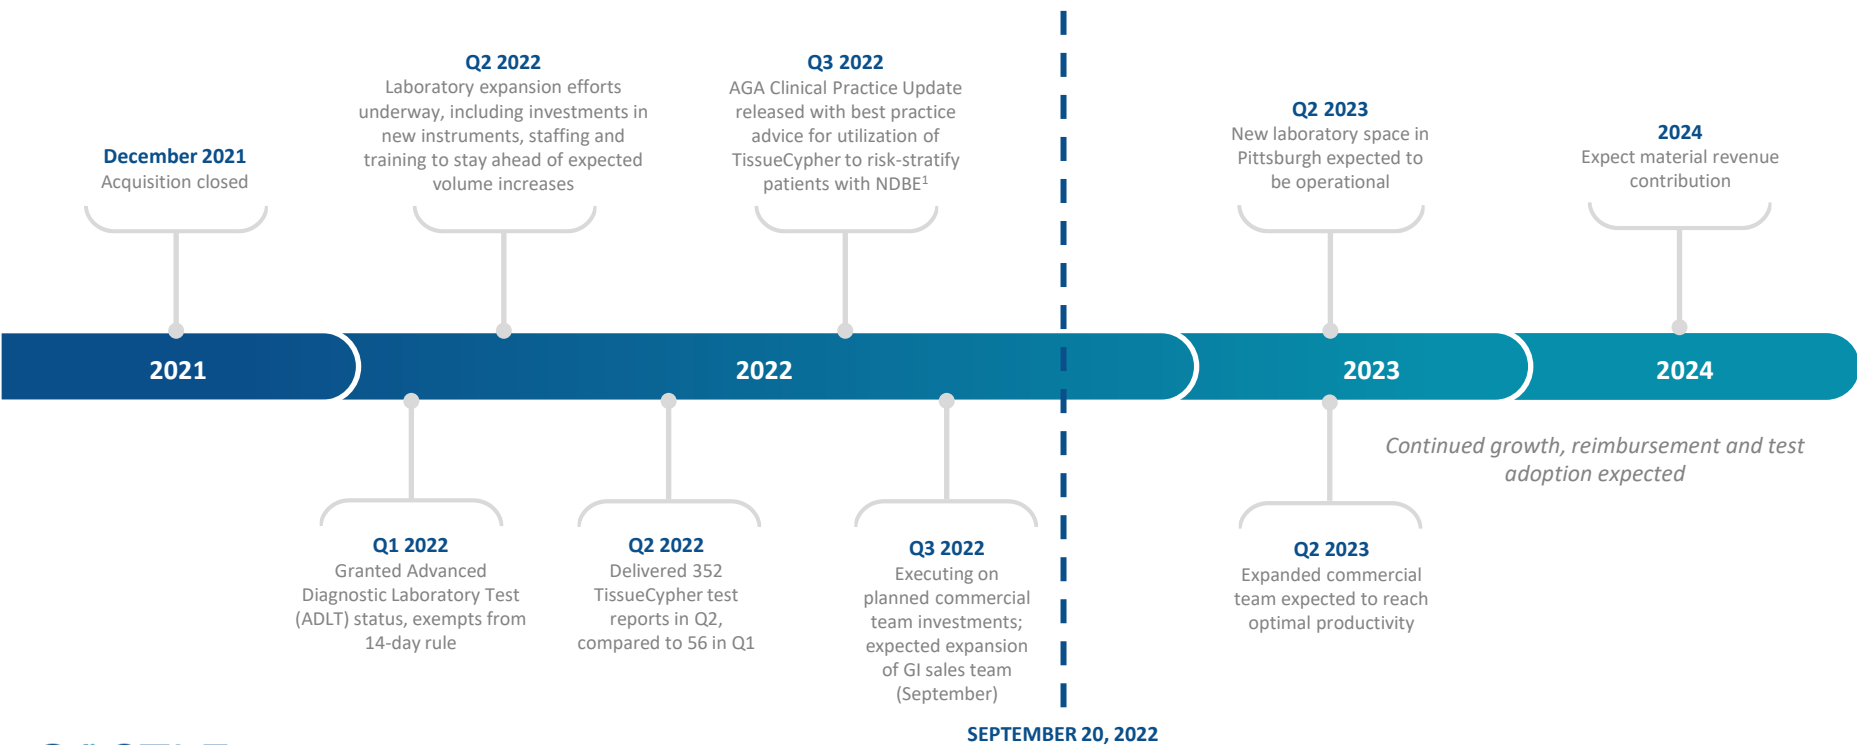 Q2 2022
Laboratory expansion efforts
underway, including investments in
new instruments, staffing and
training to stay ahead of expected
volume increases
Q3 2022
AGA Clinical Practice Update
released with best practice
advice for utilization of
TissueCypher to risk-stratify
patients with NDBE¹
Q2 2023
New laboratory space in
Pittsburgh expected to
be operational
2024
Expect material revenue
contribution
December 2021
Acquisition closed
2021
2022
2023
2024
Continued growth, reimbursement and test
adoption expected
Q1 2022
Granted Advanced
Diagnostic Laboratory Test
(ADLT) status, exempts from
14-day rule
Q2 2022
Delivered 352
TissueCypher test
reports in Q2,
compared to 56 in Q1
Q3 2022
Executing on
planned commercial
team investments;
expected expansion
of GI sales team
(September)
Q2 2023
Expanded commercial
team expected to reach
optimal productivity
SEPTEMBER 20, 2022